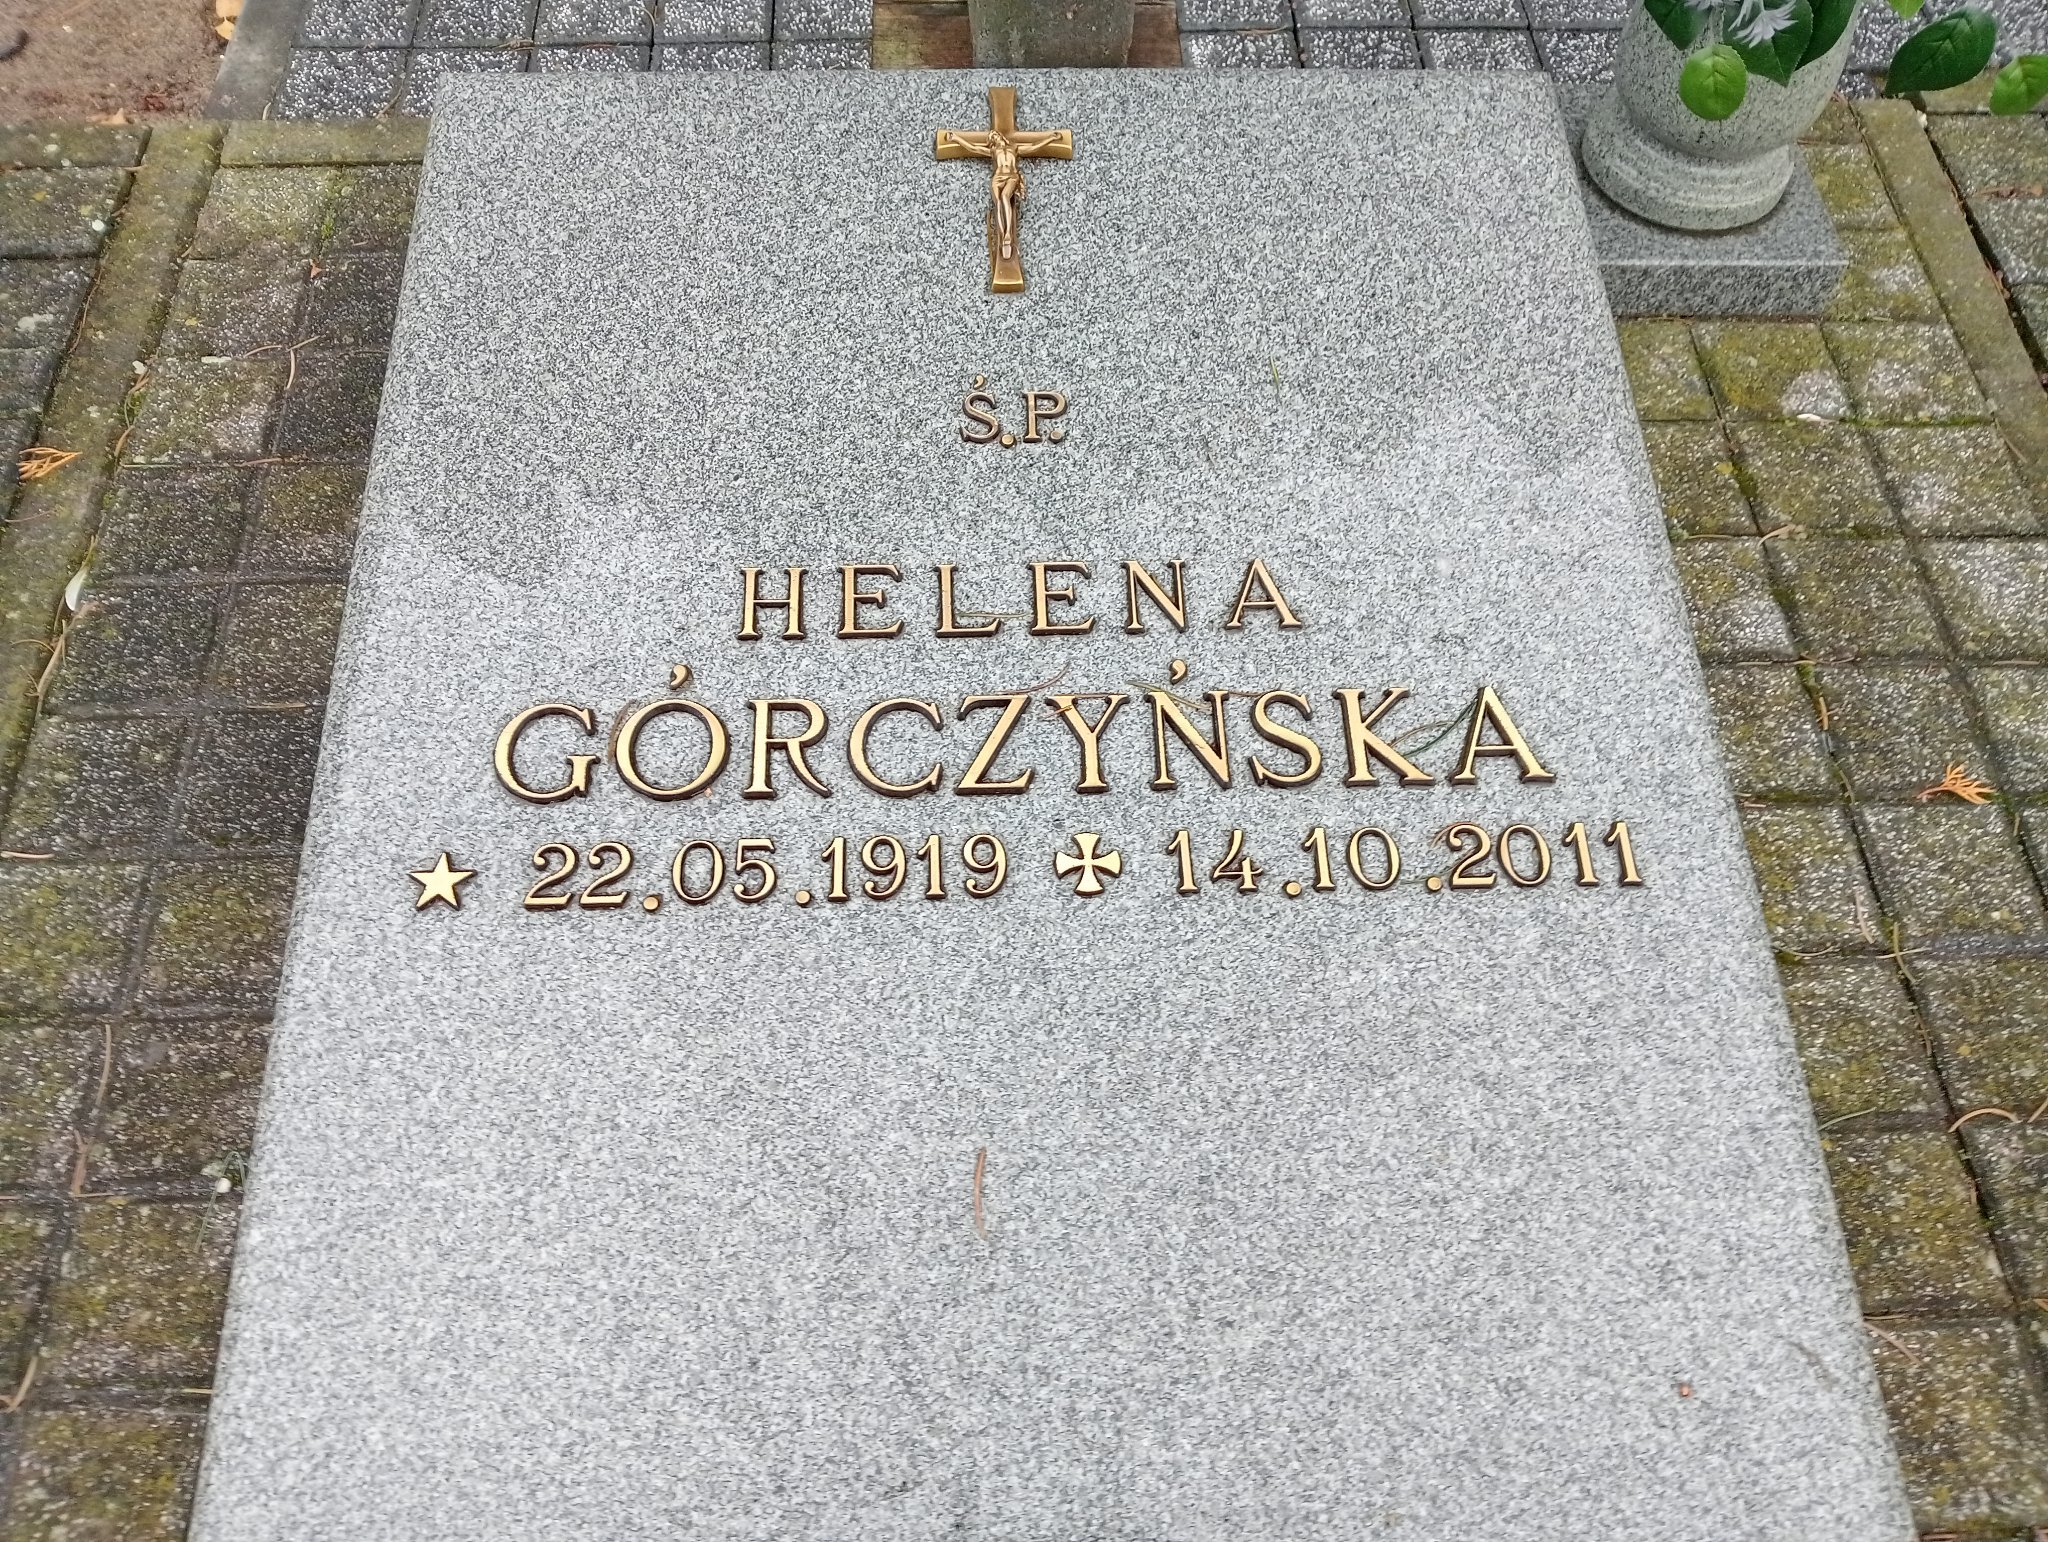 Ś.P.
HELENA
GÓRCZYŃSKA
★ 22.05.1919 ✠ 14.10.2011